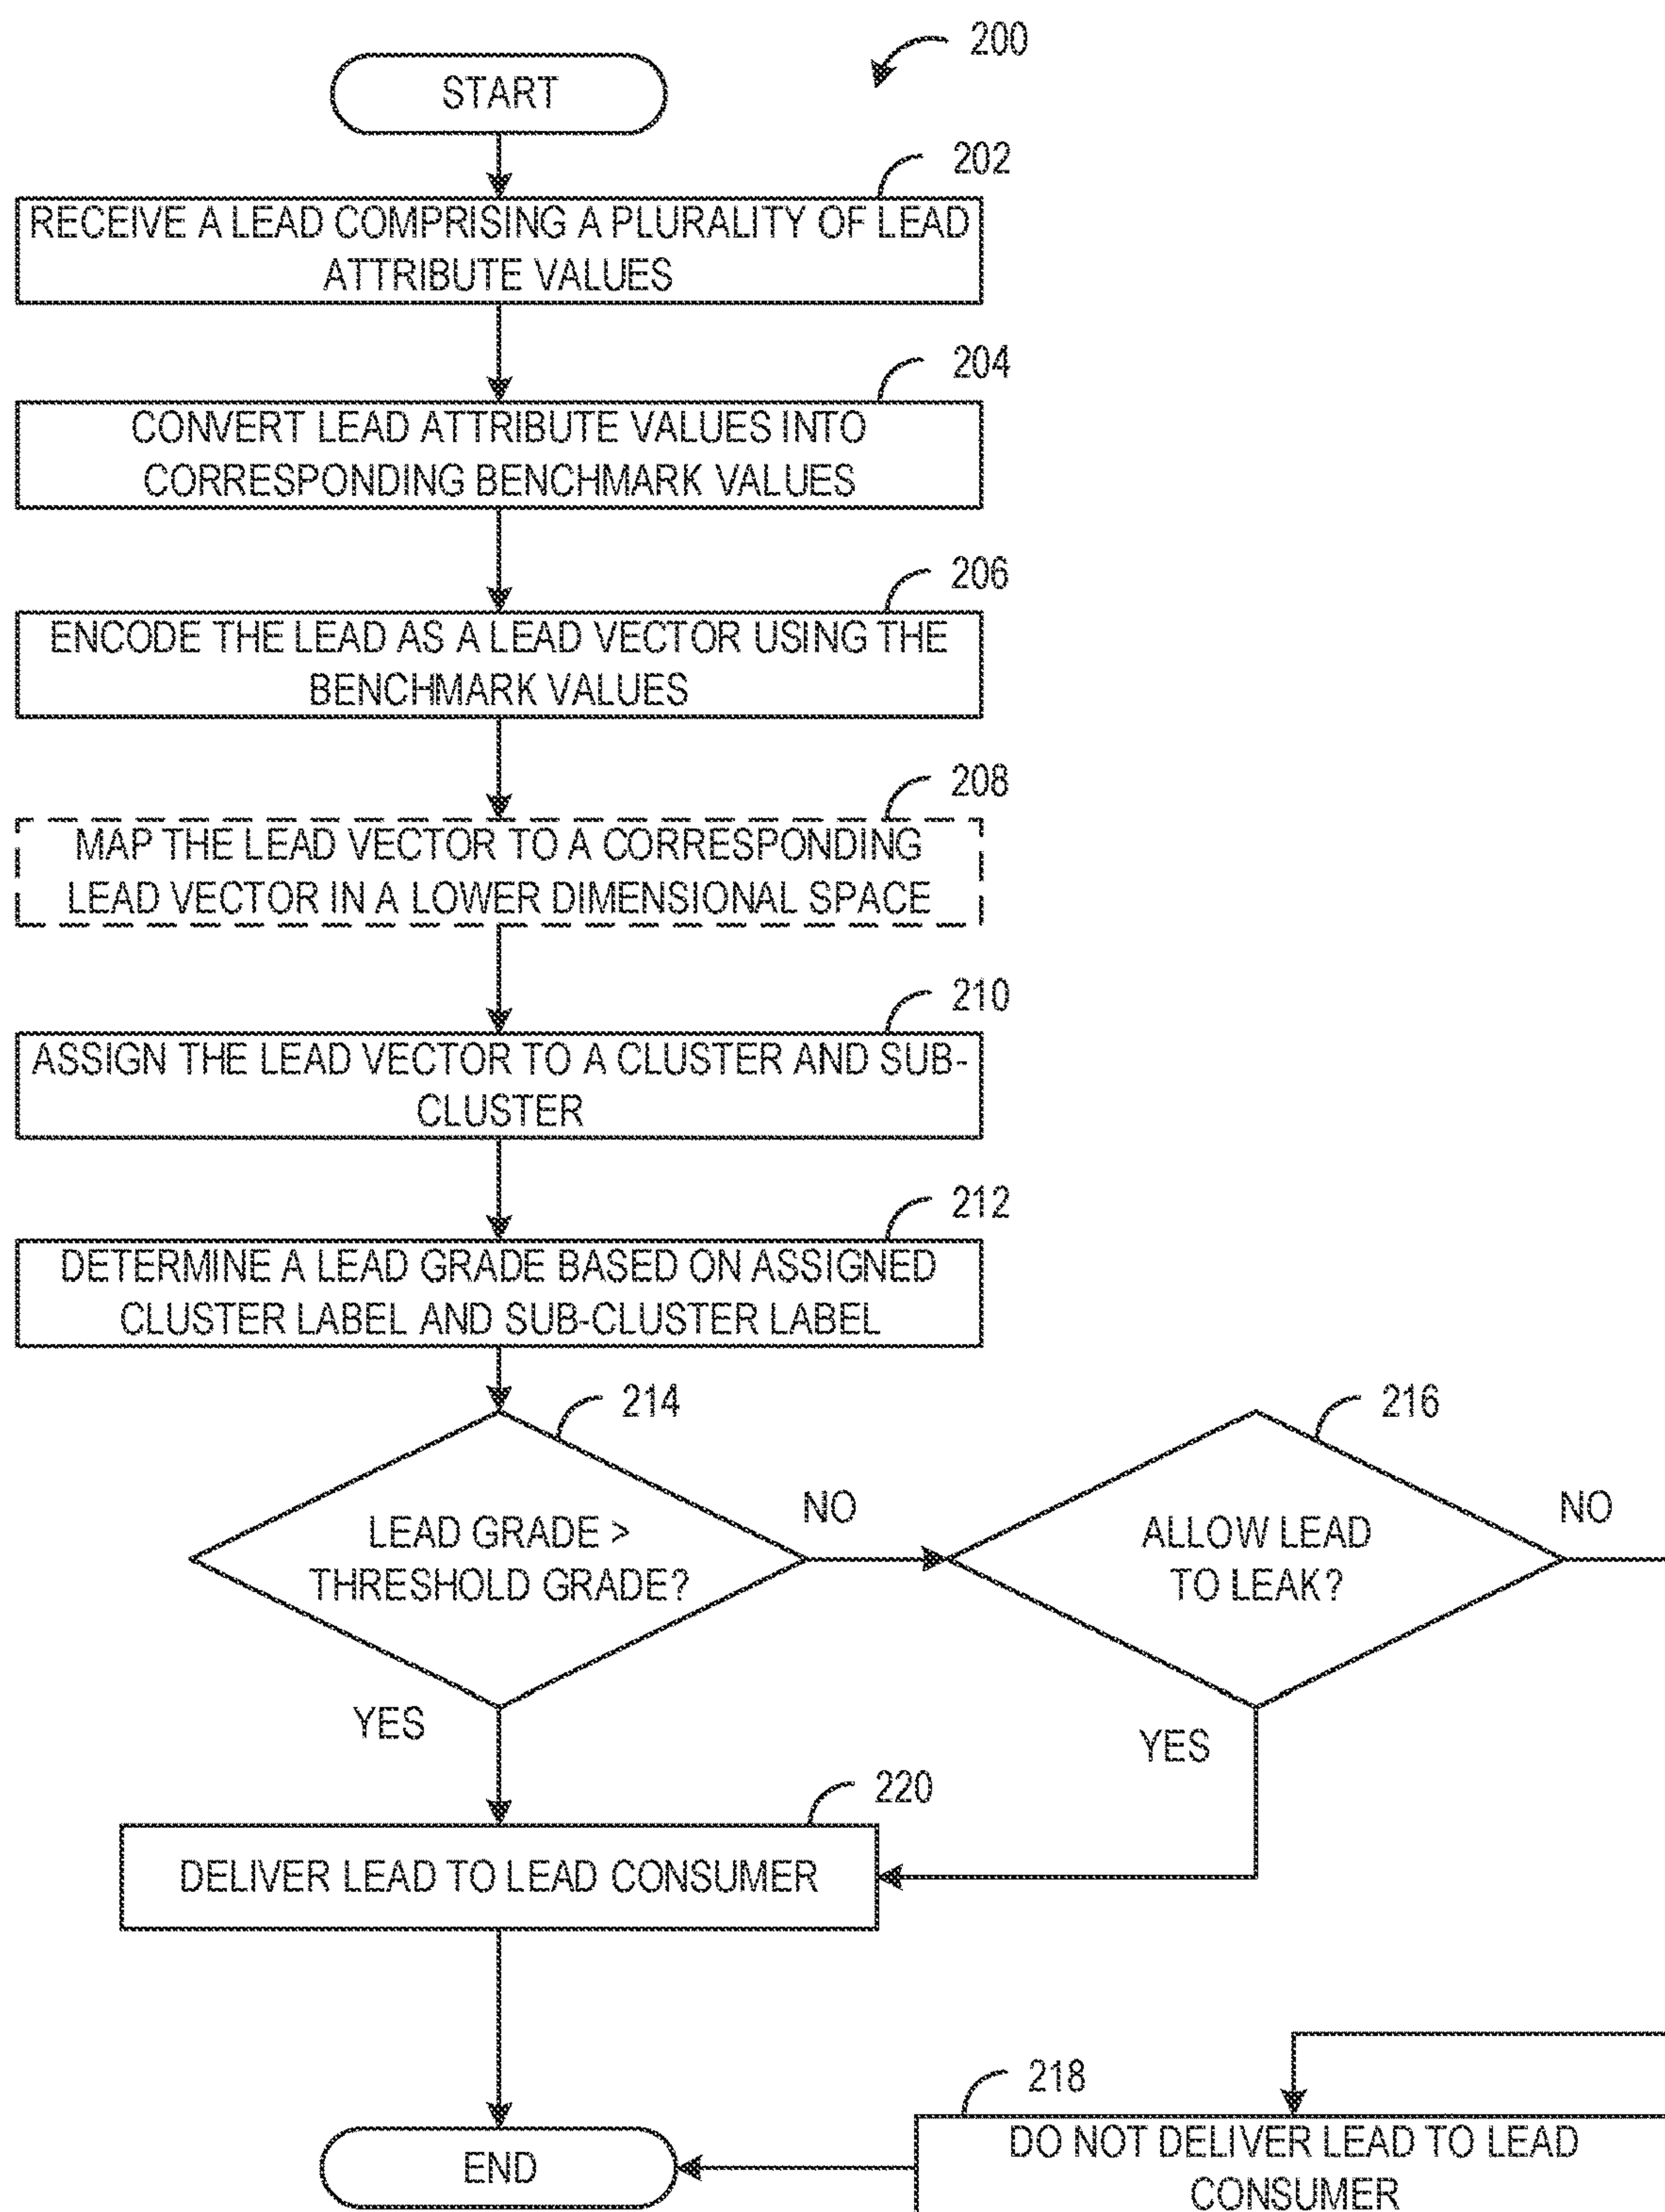 200
START
202
RECEIVE A LEAD COMPRISING A PLURALITY OF LEAD
ATTRIBUTE VALUES
204
CONVERT LEAD ATTRIBUTE VALUES INTO
CORRESPONDING BENCHMARK VALUES
206
ENCODE THE LEAD AS A LEAD VECTOR USING THE
BENCHMARK VALUES
208
MAP THE LEAD VECTOR TO A CORRESPONDING
LEAD VECTOR IN A LOWER DIMENSIONAL SPACE
210
ASSIGN THE LEAD VECTOR TO A CLUSTER AND SUB-
CLUSTER
212
DETERMINE A LEAD GRADE BASED ON ASSIGNED
CLUSTER LABEL AND SUB-CLUSTER LABEL
214
LEAD GRADE >
THRESHOLD GRADE?
NO
YES
216
ALLOW LEAD
TO LEAK?
NO
YES
220
DELIVER LEAD TO LEAD CONSUMER
218
DO NOT DELIVER LEAD TO LEAD
CONSUMER
END